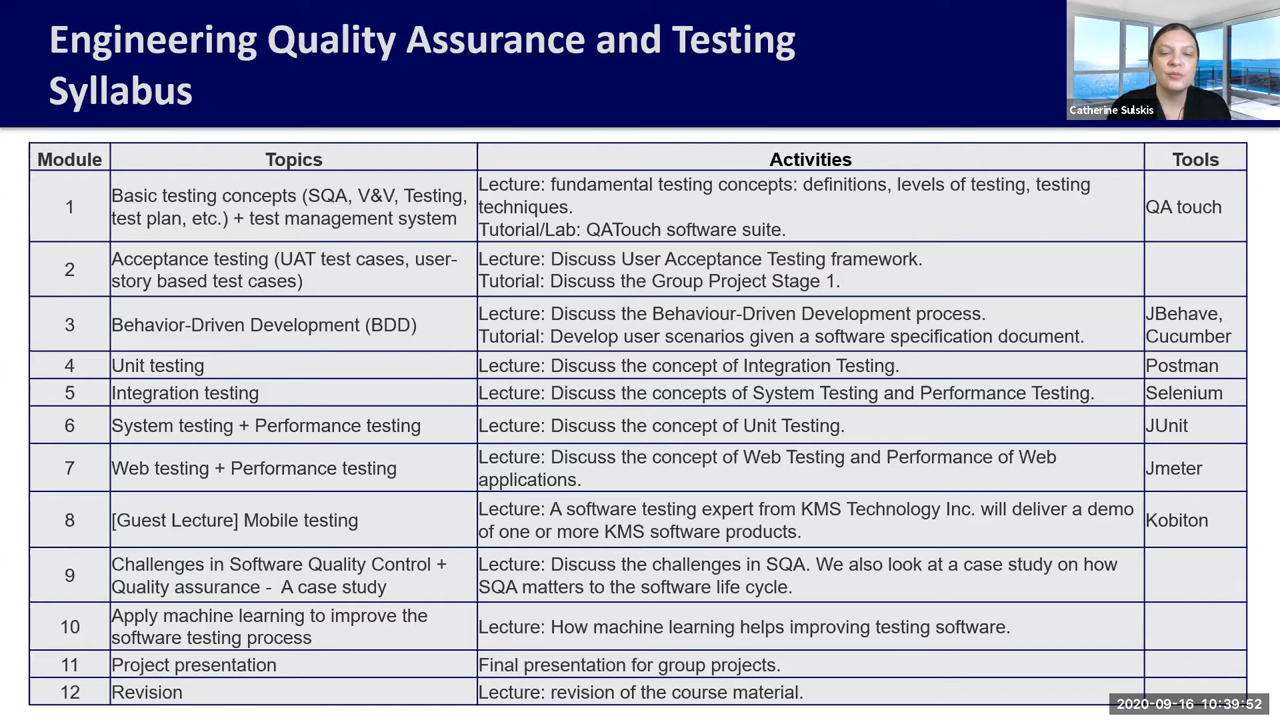 Engineering Quality Assurance and Testing
Syllabus
Catherine Sulskis
Module Topics Activities Tools
1
Basic testing concepts (SQA, V&V, Testing,
test plan, etc.) + test management system
Lecture: fundamental testing concepts: definitions, levels of testing, testing
techniques.
Tutorial/Lab: QATouch software suite.
QA touch
2
Acceptance testing (UAT test cases, user-
story based test cases)
Lecture: Discuss User Acceptance Testing framework.
Tutorial: Discuss the Group Project Stage 1.
3
Behavior-Driven Development (BDD)
Lecture: Discuss the Behaviour-Driven Development process.
Tutorial: Develop user scenarios given a software specification document.
JBehave,
Cucumber
4 Unit testing Lecture: Discuss the concept of Integration Testing. Postman
5 Integration testing Lecture: Discuss the concepts of System Testing and Performance Testing. Selenium
6 System testing + Performance testing Lecture: Discuss the concept of Unit Testing. JUnit
7
Web testing + Performance testing
Lecture: Discuss the concept of Web Testing and Performance of Web
applications.
Jmeter
8
[Guest Lecture] Mobile testing
Lecture: A software testing expert from KMS Technology Inc. will deliver a demo
of one or more KMS software products.
Kobiton
9
Challenges in Software Quality Control +
Quality assurance - A case study
Lecture: Discuss the challenges in SQA. We also look at a case study on how
SQA matters to the software life cycle.
10
Apply machine learning to improve the
software testing process
Lecture: How machine learning helps improving testing software.
11 Project presentation Final presentation for group projects.
12 Revision Lecture: revision of the course material.
2020-09-16 10:39:52